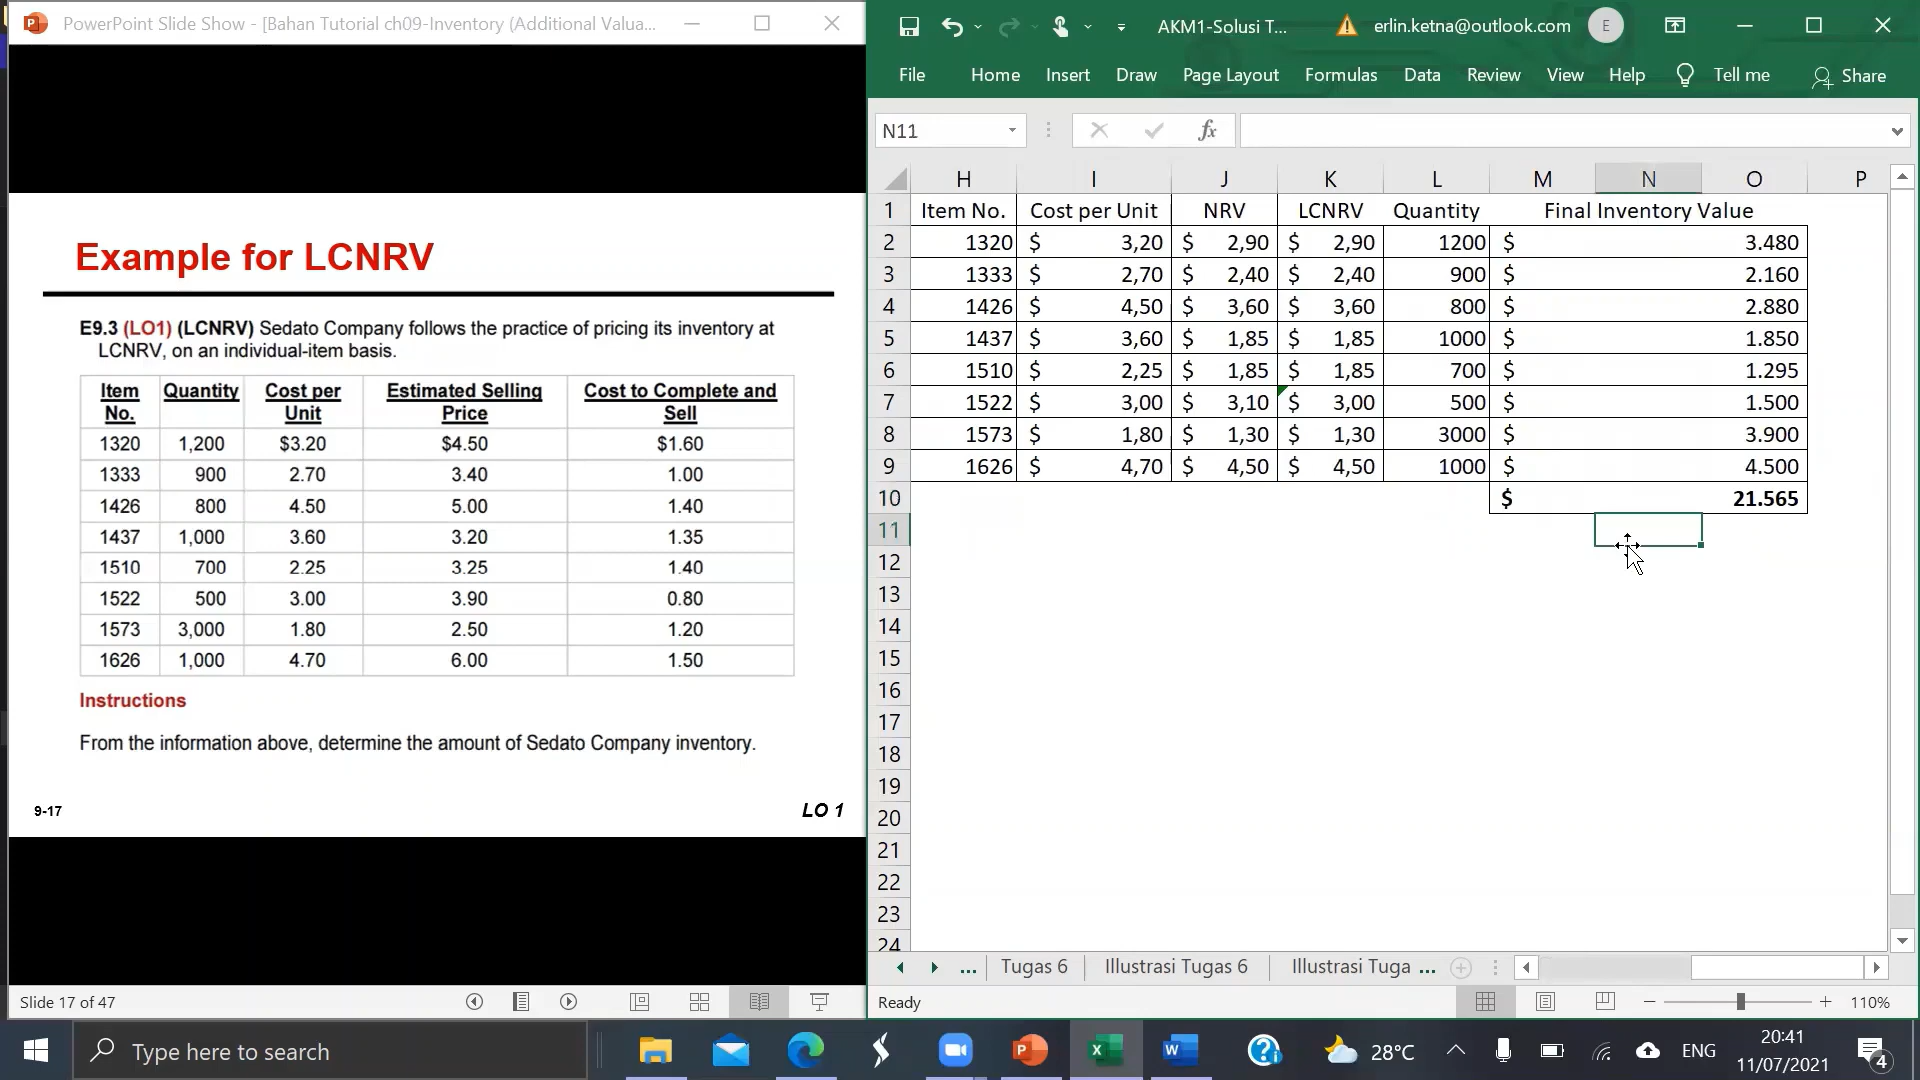 PowerPoint Slide Show - [Bahan Tutorial ch09-Inventory (Additional Valua...
Example for LCNRV
E9.3 (LO1) (LCNRV) Sedato Company follows the practice of pricing its inventory at
LCNRV, on an individual-item basis.
Item No. Quantity Cost per Unit Estimated Selling Price Cost to Complete and Sell
1320 1,200 $3.20 $4.50 $1.60
1333 900 2.70 3.40 1.00
1426 800 4.50 5.00 1.40
1437 1,000 3.60 3.20 1.35
1510 700 2.25 3.25 1.40
1522 500 3.00 3.90 0.80
1573 3,000 1.80 2.50 1.20
1626 1,000 4.70 6.00 1.50
Instructions
From the information above, determine the amount of Sedato Company inventory.
9-17
LO 1
Slide 17 of 47
AKM1-Solusi T...
erlin.ketna@outlook.com
E
File Home Insert Draw Page Layout Formulas Data Review View Help Tell me Share
N11
fx
H I J K L M N O P
1 Item No. Cost per Unit NRV LCNRV Quantity Final Inventory Value
2 1320 $ 3,20 $ 2,90 $ 2,90 1200 $ 3.480
3 1333 $ 2,70 $ 2,40 $ 2,40 900 $ 2.160
4 1426 $ 4,50 $ 3,60 $ 3,60 800 $ 2.880
5 1437 $ 3,60 $ 1,85 $ 1,85 1000 $ 1.850
6 1510 $ 2,25 $ 1,85 $ 1,85 700 $ 1.295
7 1522 $ 3,00 $ 3,10 $ 3,00 500 $ 1.500
8 1573 $ 1,80 $ 1,30 $ 1,30 3000 $ 3.900
9 1626 $ 4,70 $ 4,50 $ 4,50 1000 $ 4.500
10 $ 21.565
11
12
13
14
15
16
17
18
19
20
21
22
23
24
... Tugas 6 Illustrasi Tugas 6 Illustrasi Tuga ...
Ready
110%
Type here to search
28°C
ENG
20:41
11/07/2021
4